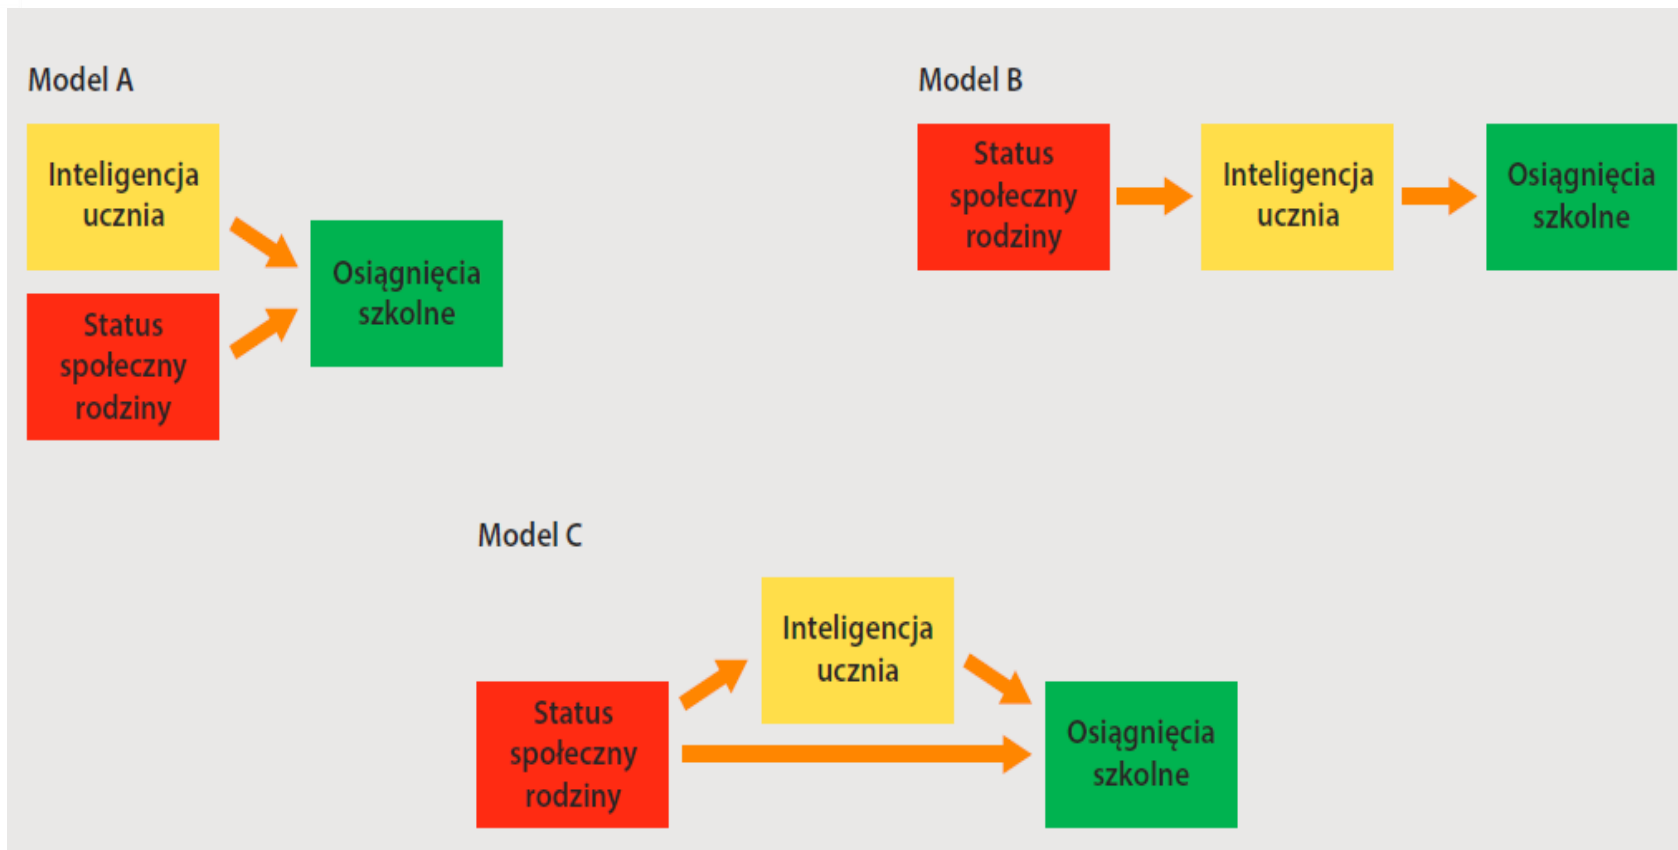 Model A
Inteligencja
ucznia
Status
społeczny
rodziny
Osiągnięcia
szkolne
Model B
Status
społeczny
rodziny
Inteligencja
ucznia
Osiągnięcia
szkolne
Model C
Inteligencja
ucznia
Status
społeczny
rodziny
Osiągnięcia
szkolne